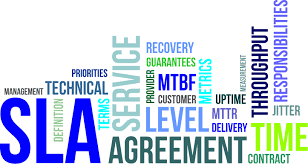 RECOVERY
GUARANTEES
PRIORITIES
MANAGEMENT
TECHNICAL
SERVICE
PROVIDER
MTBF
METRICS
THROUGHPUT
MEASUREMENT
RESPONSIBILITIES
CUSTOMER
UPTIME
DEFINITION
TERMS
LEVEL
MTTR
JITTER
DELIVERY
SLA
AGREEMENT
TIME
CONTRACT